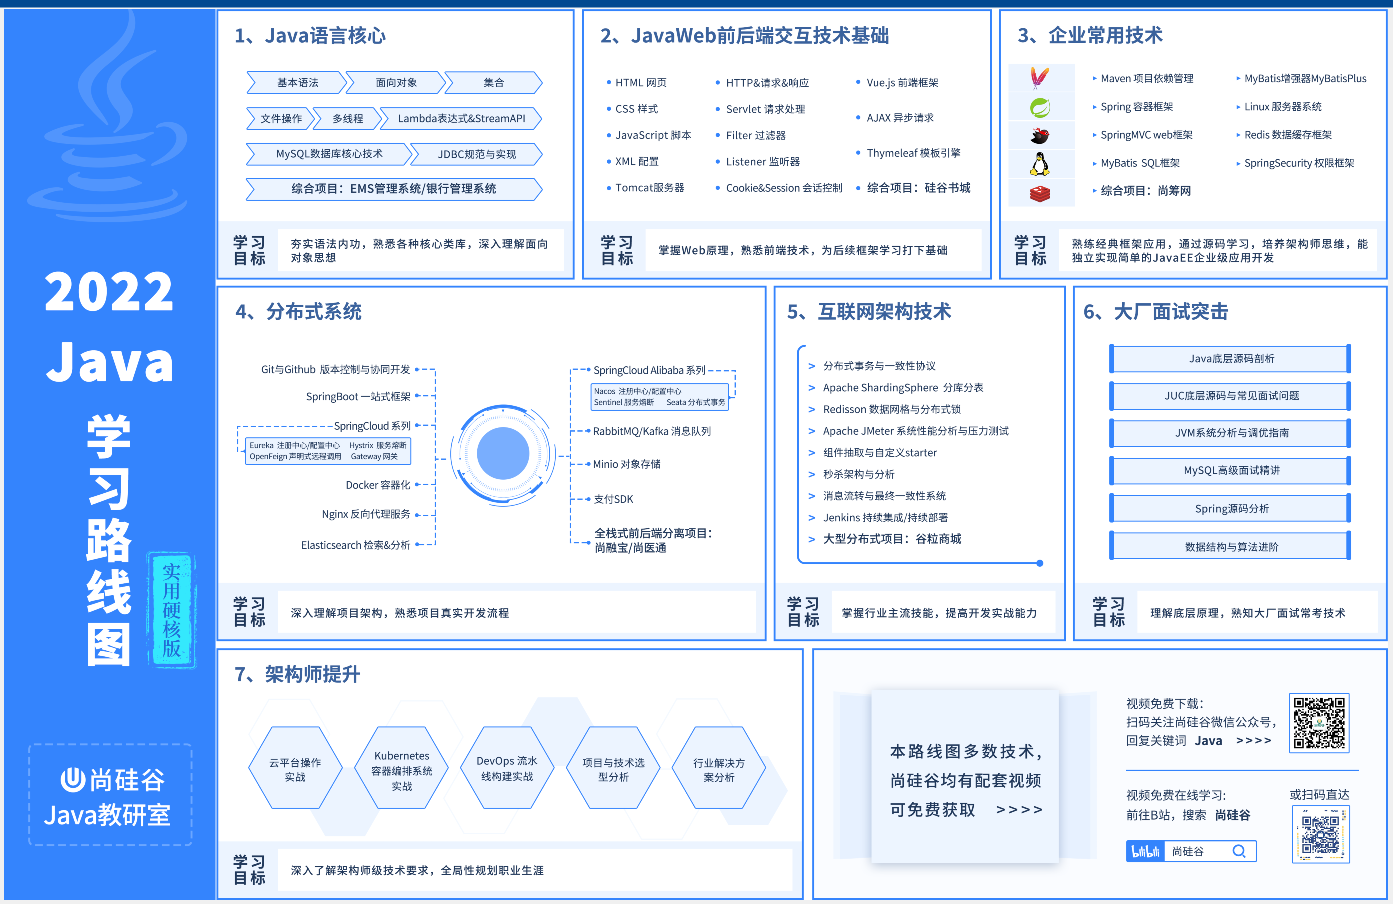 2022
Java
学习路线图
实用硬核版
尚硅谷
Java教研室
1、Java语言核心
基本语法
面向对象
集合
文件操作
多线程
Lambda表达式&StreamAPI
MySQL数据库核心技术
JDBC规范与实现
综合项目：EMS管理系统/银行管理系统
学习
目标
夯实语法内功，熟悉各种核心类库，深入理解面向
对象思想
2、JavaWeb前后端交互技术基础
HTML 网页
CSS 样式
JavaScript 脚本
XML 配置
Tomcat服务器
HTTP&请求&响应
Servlet 请求处理
Filter 过滤器
Listener 监听器
Cookie&Session 会话控制
Vue.js 前端框架
AJAX 异步请求
Thymeleaf 模板引擎
综合项目：硅谷书城
学习
目标
掌握Web原理，熟悉前端技术，为后续框架学习打下基础
3、企业常用技术
Maven 项目依赖管理
Spring 容器框架
SpringMVC web框架
MyBatis SQL框架
综合项目：尚筹网
MyBatis增强器MyBatisPlus
Linux 服务器系统
Redis 数据缓存框架
SpringSecurity 权限框架
学习
目标
熟练经典框架应用，通过源码学习，培养架构师思维，能
独立实现简单的JavaEE企业级应用开发
4、分布式系统
Git与Github 版本控制与协同开发
SpringBoot 一站式框架
SpringCloud 系列
Eureka 注册中心/配置中心 Hystrix 服务熔断
OpenFeign 声明式远程调用 Gateway 网关
Docker 容器化
Nginx 反向代理服务
Elasticsearch 检索&分析
SpringCloud Alibaba 系列
Nacos 注册中心/配置中心
Sentinel 服务熔断 Seata 分布式事务
RabbitMQ/Kafka 消息队列
Minio 对象存储
支付SDK
全栈式前后端分离项目：
尚融宝/尚医通
学习
目标
深入理解项目架构，熟悉项目真实开发流程
5、互联网架构技术
> 分布式事务与一致性协议
> Apache ShardingSphere 分库分表
> Redisson 数据网格与分布式锁
> Apache JMeter 系统性能分析与压力测试
> 组件抽取与自定义starter
> 秒杀架构与分析
> 消息流转与最终一致性系统
> Jenkins 持续集成/持续部署
> 大型分布式项目：谷粒商城
学习
目标
掌握行业主流技能，提高开发实战能力
6、大厂面试突击
Java底层源码剖析
JUC底层源码与常见面试问题
JVM系统分析与调优指南
MySQL高级面试精讲
Spring源码分析
数据结构与算法进阶
学习
目标
理解底层原理，熟知大厂面试常考技术
7、架构师提升
云平台操作
实战
Kubernetes
容器编排系统
实战
DevOps 流水
线构建实战
项目与技术选
型分析
行业解决方
案分析
学习
目标
深入了解架构师级技术要求，全局性规划职业生涯
本路线图多数技术，
尚硅谷均有配套视频
可免费获取 >>>>
视频免费下载：
扫码关注尚硅谷微信公众号，
回复关键词 Java >>>>
视频免费在线学习：
前往B站，搜索 尚硅谷
bilibili 尚硅谷
或扫码直达